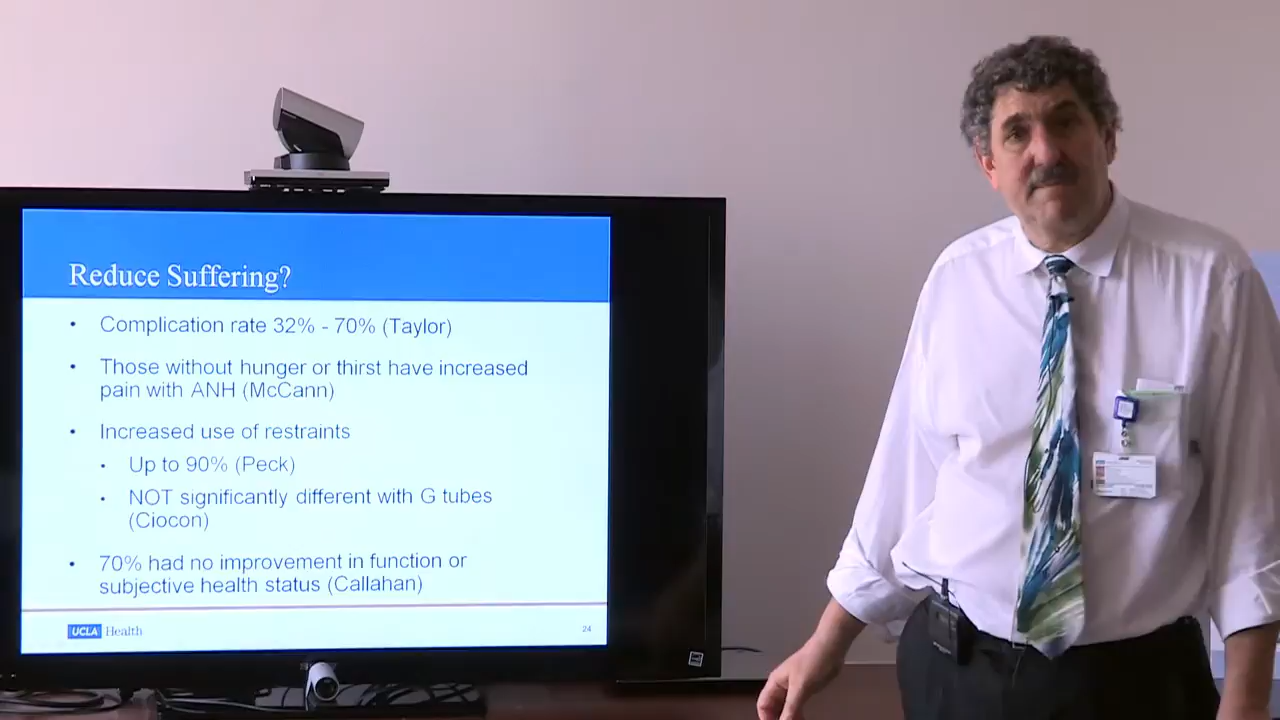 Reduce Suffering?
• Complication rate 32% - 70% (Taylor)
• Those without hunger or thirst have increased
pain with ANH (McCann)
• Increased use of restraints
• Up to 90% (Peck)
• NOT significantly different with G tubes
(Ciocon)
• 70% had no improvement in function or
subjective health status (Callahan)
UCLA Health
24